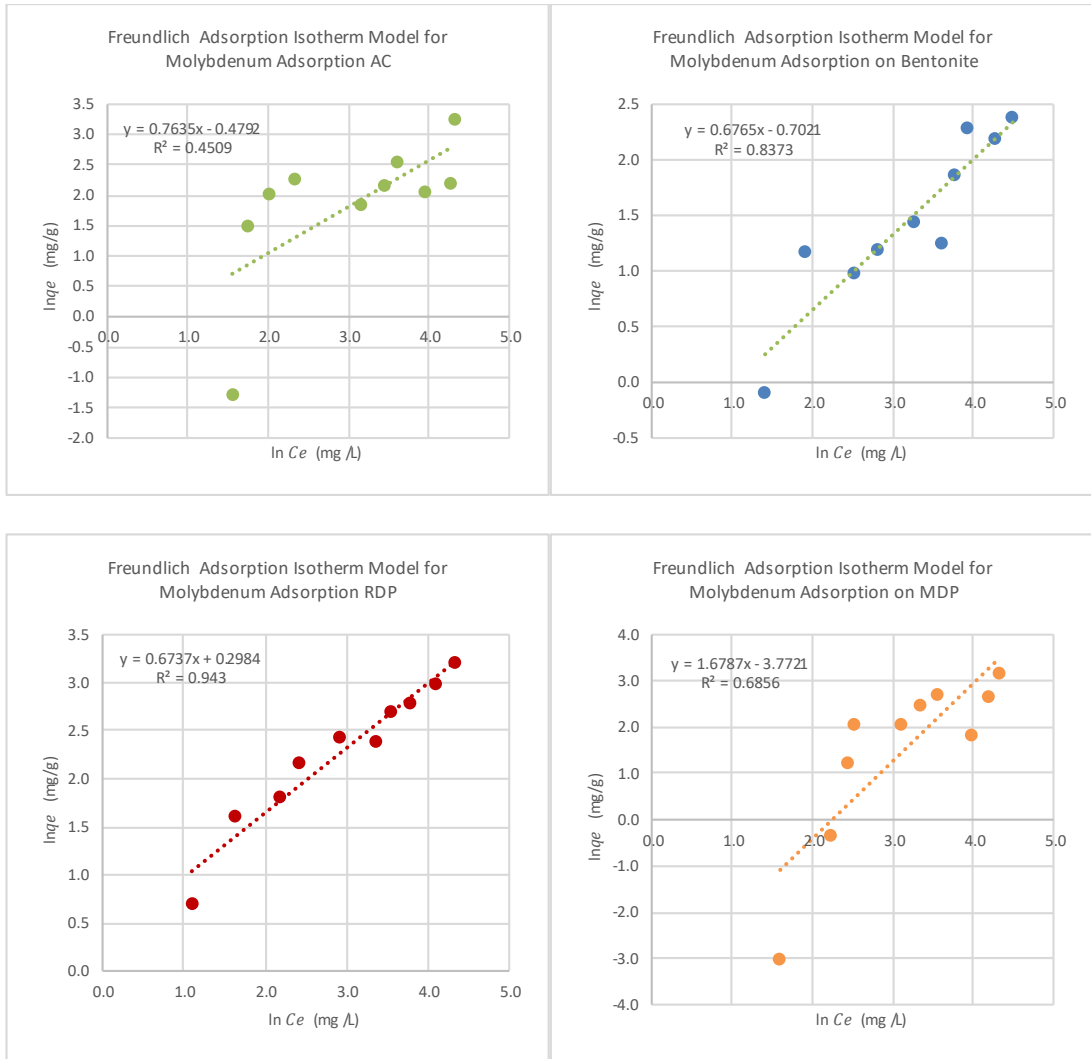 Freundlich Adsorption Isotherm Model for
Molybdenum Adsorption AC
y = 0.7635x - 0.4792
R² = 0.4509
3.5
3.0
2.5
2.0
1.5
1.0
0.5
0.0
-0.5
-1.0
-1.5
-2.0
0.0 1.0 2.0 3.0 4.0 5.0
lnqe (mg/g)
ln Ce (mg /L)
Freundlich Adsorption Isotherm Model for
Molybdenum Adsorption on Bentonite
y = 0.6765x - 0.7021
R² = 0.8373
2.5
2.0
1.5
1.0
0.5
0.0
-0.5
0.0 1.0 2.0 3.0 4.0 5.0
lnqe (mg/g)
ln Ce (mg /L)
Freundlich Adsorption Isotherm Model for
Molybdenum Adsorption RDP
y = 0.6737x + 0.2984
R² = 0.943
3.5
3.0
2.5
2.0
1.5
1.0
0.5
0.0
0.0 1.0 2.0 3.0 4.0 5.0
lnqe (mg/g)
ln Ce (mg /L)
Freundlich Adsorption Isotherm Model for
Molybdenum Adsorption on MDP
y = 1.6787x - 3.7721
R² = 0.6856
4.0
3.0
2.0
1.0
0.0
-1.0
-2.0
-3.0
-4.0
0.0 1.0 2.0 3.0 4.0 5.0
lnqe (mg/g)
ln Ce (mg /L)